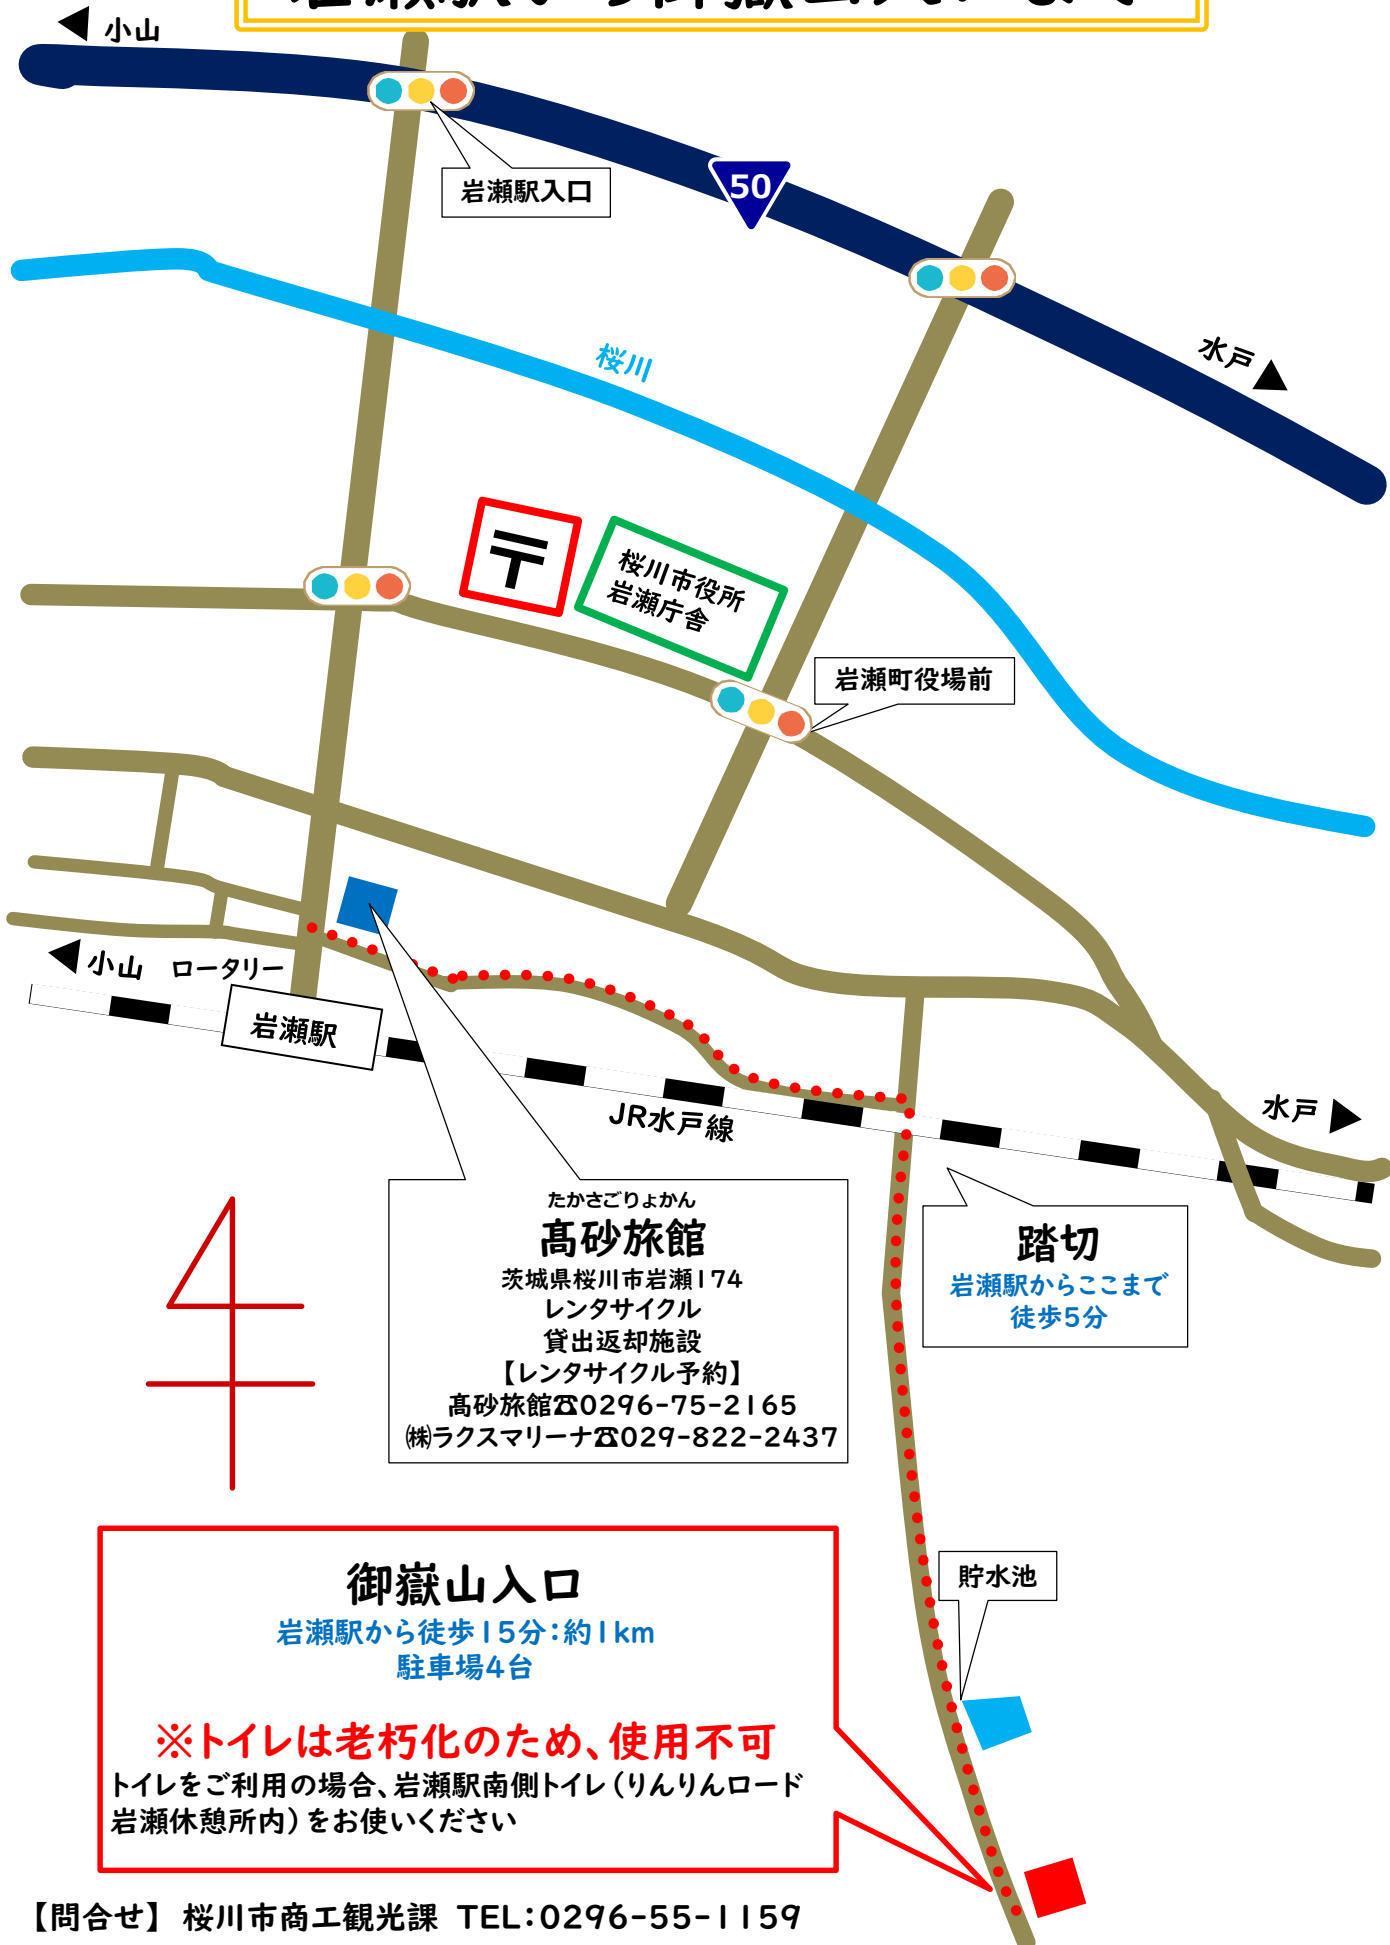 小山
岩瀬駅入口
50
水戸
桜川
〒
桜川市役所
岩瀬庁舎
岩瀬町役場前
小山
ロータリー
岩瀬駅
JR水戸線
水戸
たかさごりょかん
髙砂旅館
茨城県桜川市岩瀬174
レンタサイクル
貸出返却施設
【レンタサイクル予約】
髙砂旅館☎0296-75-2165
㈱ラクスマリーナ☎029-822-2437
踏切
岩瀬駅からここまで
徒歩5分
御嶽山入口
岩瀬駅から徒歩15分：約1km
駐車場4台
※トイレは老朽化のため、使用不可
トイレをご利用の場合、岩瀬駅南側トイレ（りんりんロード
岩瀬休憩所内）をお使いください
貯水池
【問合せ】 桜川市商工観光課 TEL：0296-55-1159